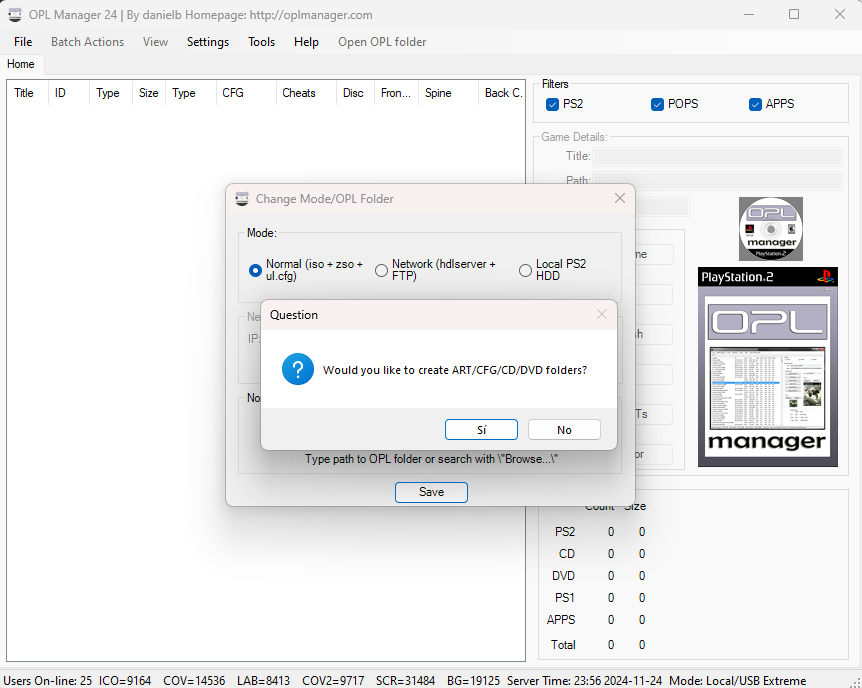 OPL Manager 24 | By danielb Homepage: http://oplmanager.com
File Batch Actions View Settings Tools Help Open OPL folder
Home
Title ID Type Size Type CFG Cheats Disc Fron... Spine Back C.
Filters
PS2 POPS APPS
Game Details:
Title:
Path:
OPL
manager
PlayStation.2
PlayStation.2
OPL
manager
Change Mode/OPL Folder
Mode:
Normal (iso + zso +
ul.cfg)
Network (hdlserver +
FTP)
Local PS2
HDD
Ne
IP:
No
Question
Would you like to create ART/CFG/CD/DVD folders?
Sí No
Type path to OPL folder or search with \"Browse...\"
Save
me
h
Ts
or
Count Size
PS2 0 0
CD 0 0
DVD 0 0
PS1 0 0
APPS 0 0
Total 0 0
Users On-line: 25 ICO=9164 COV=14536 LAB=8413 COV2=9717 SCR=31484 BG=19125 Server Time: 23:56 2024-11-24 Mode: Local/USB Extreme